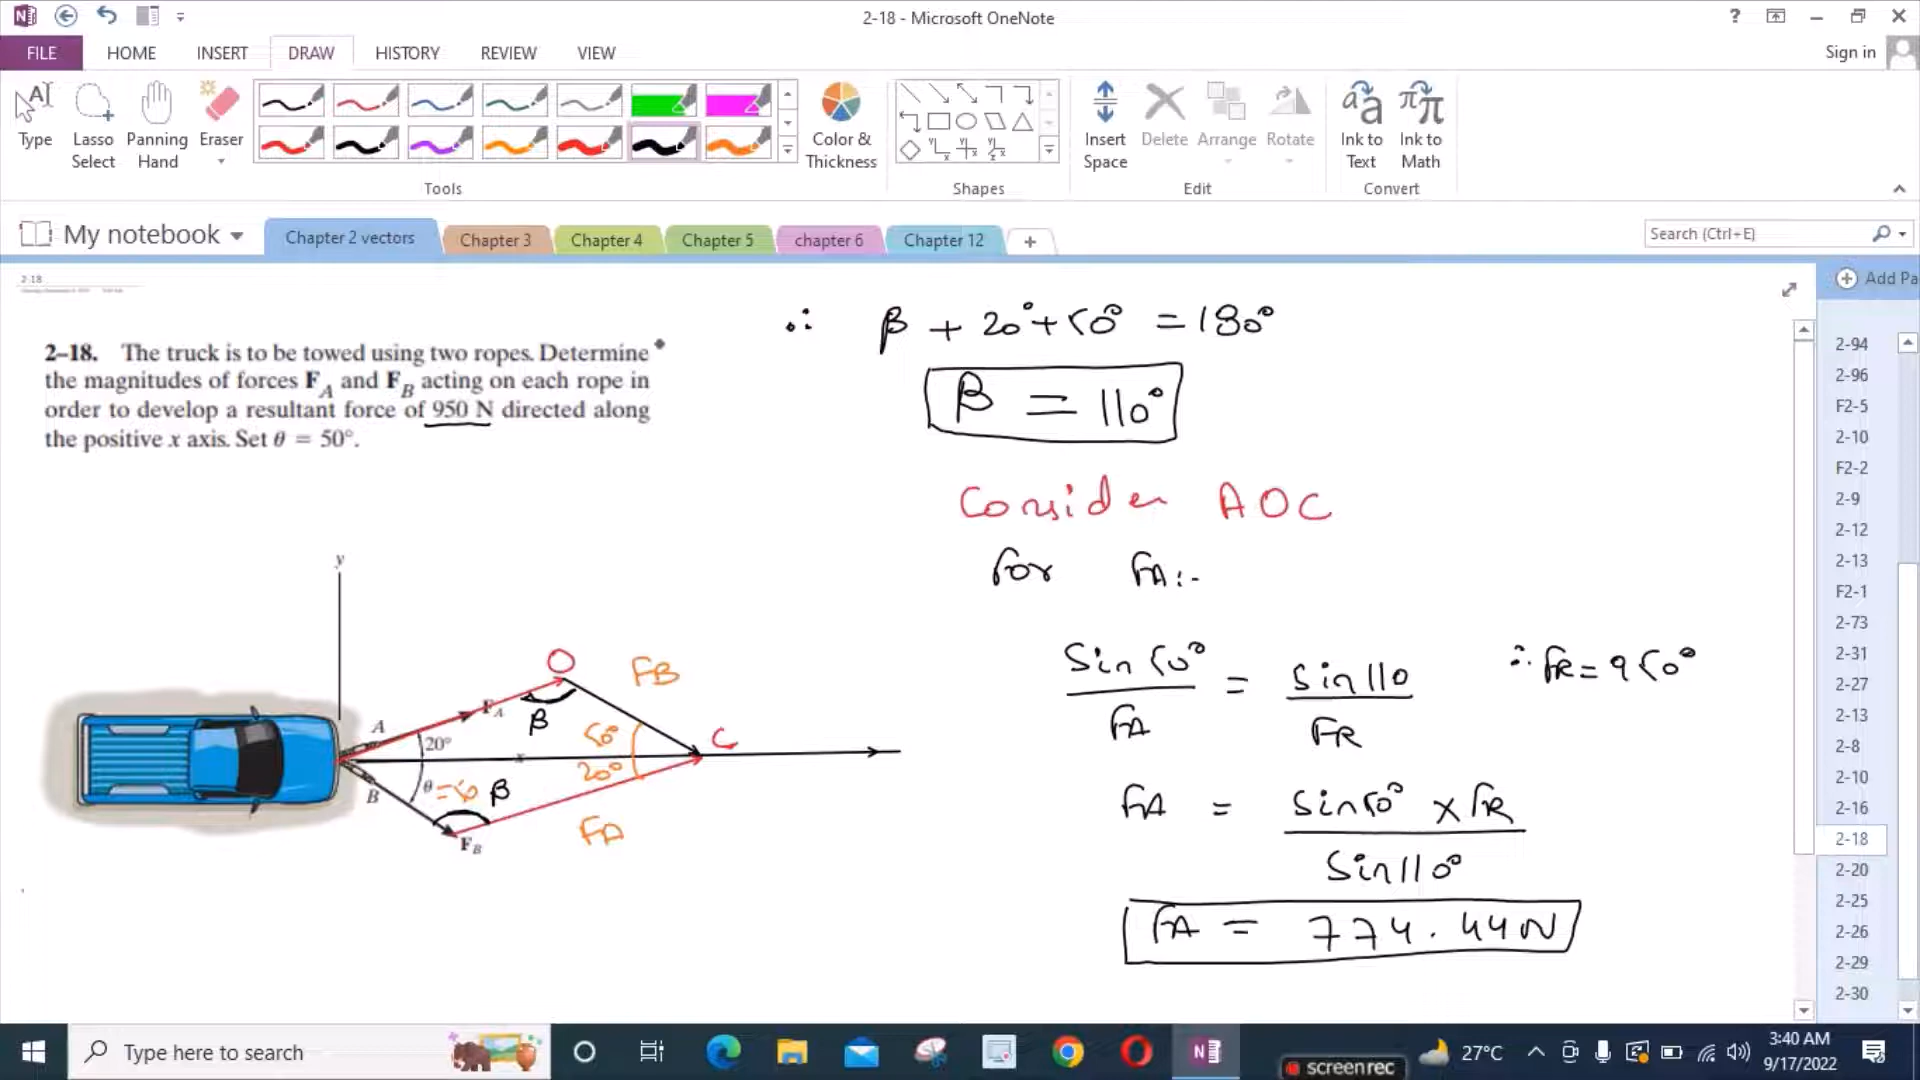 2-18 - Microsoft OneNote
FILE HOME INSERT DRAW HISTORY REVIEW VIEW
Sign in
Type
Lasso Select
Panning Hand
Eraser
Color & Thickness
Insert Space
Delete
Arrange
Rotate
Ink to Text
Ink to Math
Tools
Shapes
Edit
Convert
My notebook
Chapter 2 vectors
Chapter 3
Chapter 4
Chapter 5
chapter 6
Chapter 12
Search (Ctrl+E)
Add Pa
2-18
2–18. The truck is to be towed using two ropes. Determine
the magnitudes of forces F_A and F_B acting on each rope in
order to develop a resultant force of 950 N directed along
the positive x axis. Set θ = 50°.
y
A
F_A
O
β
FB
20°
50°
x
C
20°
B
θ
β
F_B
FA
∴ β + 20° + 50° = 180°
β = 110°
Consider AOC
For FA:-
Sin 50° / FA = Sin 110 / FR
∴ FR = 950°
FA = Sin 50° × FR / Sin 110°
FA = 774.44 N
2-94
2-96
F2-5
2-10
F2-2
2-9
2-12
2-13
F2-1
2-73
2-31
2-27
2-13
2-8
2-10
2-16
2-18
2-20
2-25
2-26
2-29
2-30
Type here to search
screenrec
27°C
3:40 AM
9/17/2022